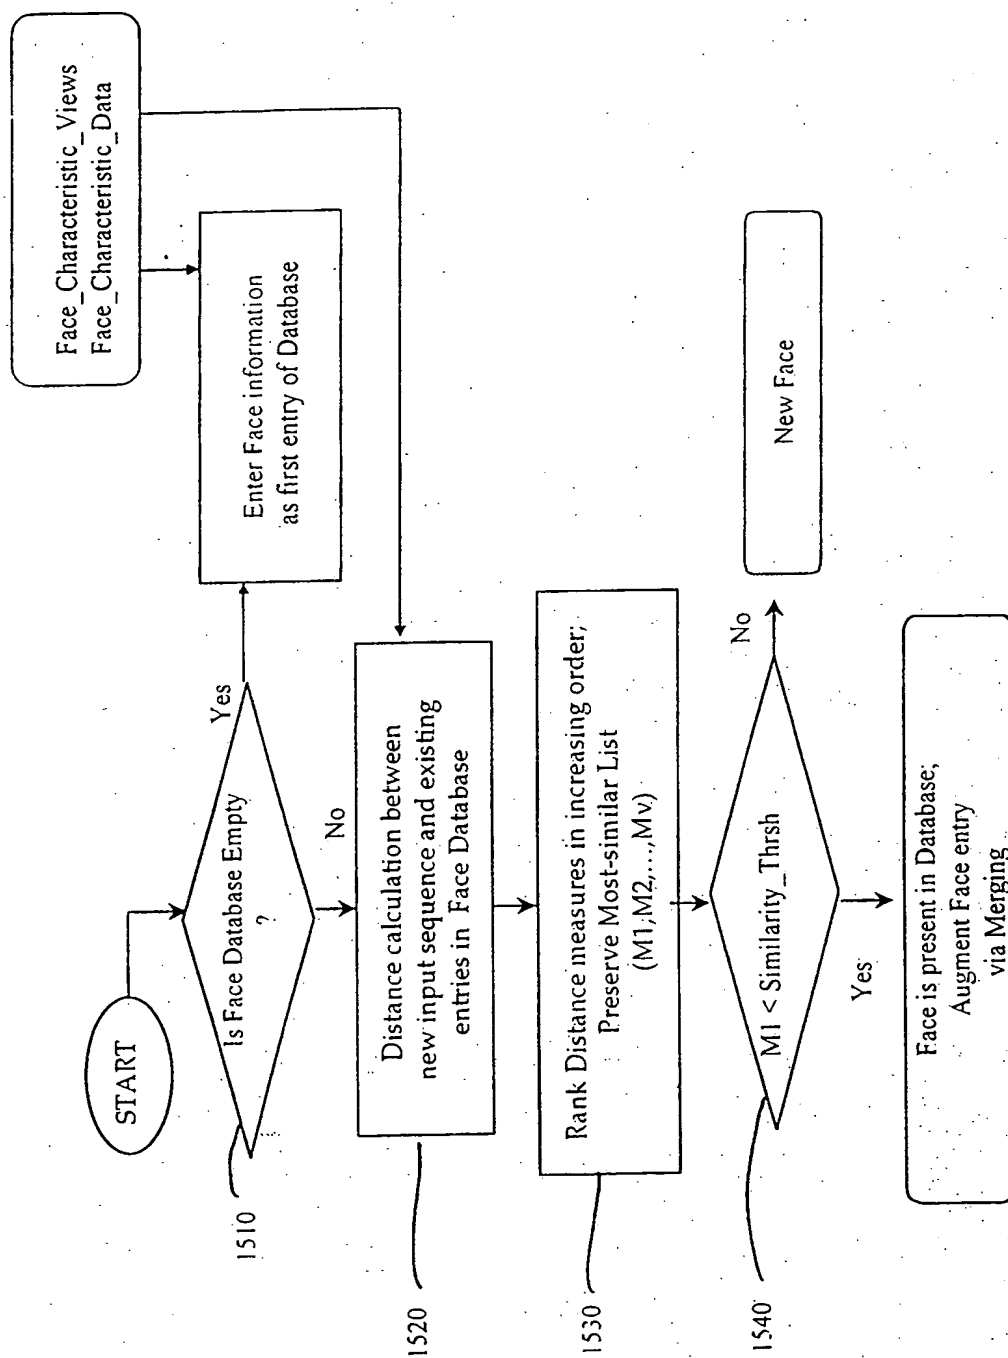 START
Face_Characteristic_Views
Face_Characteristic_Data
1510
Is Face Database Empty
?
Yes
Enter Face information
as first entry of Database
No
1520
Distance calculation between
new input sequence and existing
entries in Face Database
1530
Rank Distance measures in increasing order;
Preserve Most-similar List
(M1,M2,...,Mv)
1540
M1 < Similarity_Thrsh
No
New Face
Yes
Face is present in Database;
Augment Face entry
via Merging